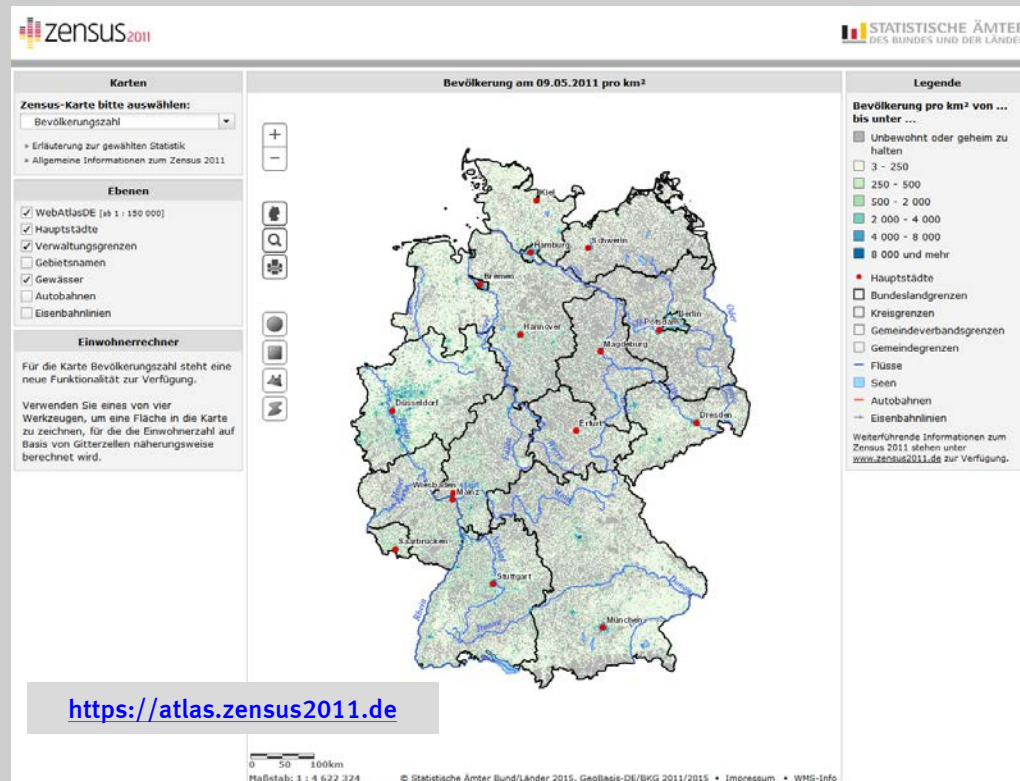 zensus2011
STATISTISCHE ÄMTER
DES BUNDES UND DER LÄNDER
Karten
Zensus-Karte bitte auswählen:
Bevölkerungszahl
» Erläuterung zur gewählten Statistik
» Allgemeine Informationen zum Zensus 2011
Ebenen
WebAtlasDE [ab 1 : 150 000]
Hauptstädte
Verwaltungsgrenzen
Gebietsnamen
Gewässer
Autobahnen
Eisenbahnlinien
Einwohnerrechner
Für die Karte Bevölkerungszahl steht eine
neue Funktionalität zur Verfügung.
Verwenden Sie eines von vier
Werkzeugen, um eine Fläche in die Karte
zu zeichnen, für die die Einwohnerzahl auf
Basis von Gitterzellen näherungsweise
berechnet wird.
Bevölkerung am 09.05.2011 pro km²
+
−
Kiel
Hamburg
Schwerin
Bremen
Oder
Berlin
Potsdam
Hannover
Magdeburg
Düsseldorf
Dresden
Erfurt
Wiesbaden
Mainz
Main
Saarbrücken
Neckar
Stuttgart
Rhein
Donau
München
Legende
Bevölkerung pro km² von ...
bis unter ...
Unbewohnt oder geheim zu
halten
3 - 250
250 - 500
500 - 2 000
2 000 - 4 000
4 000 - 8 000
8 000 und mehr
Hauptstädte
Bundeslandgrenzen
Kreisgrenzen
Gemeindeverbandsgrenzen
Gemeindegrenzen
Flüsse
Seen
Autobahnen
Eisenbahnlinien
Weiterführende Informationen zum
Zensus 2011 stehen unter
www.zensus2011.de zur Verfügung.
https://atlas.zensus2011.de
0 50 100km
Maßstab: 1 : 4 622 324
© Statistische Ämter Bund/Länder 2015, GeoBasis-DE/BKG 2011/2015 • Impressum • WMS-Info